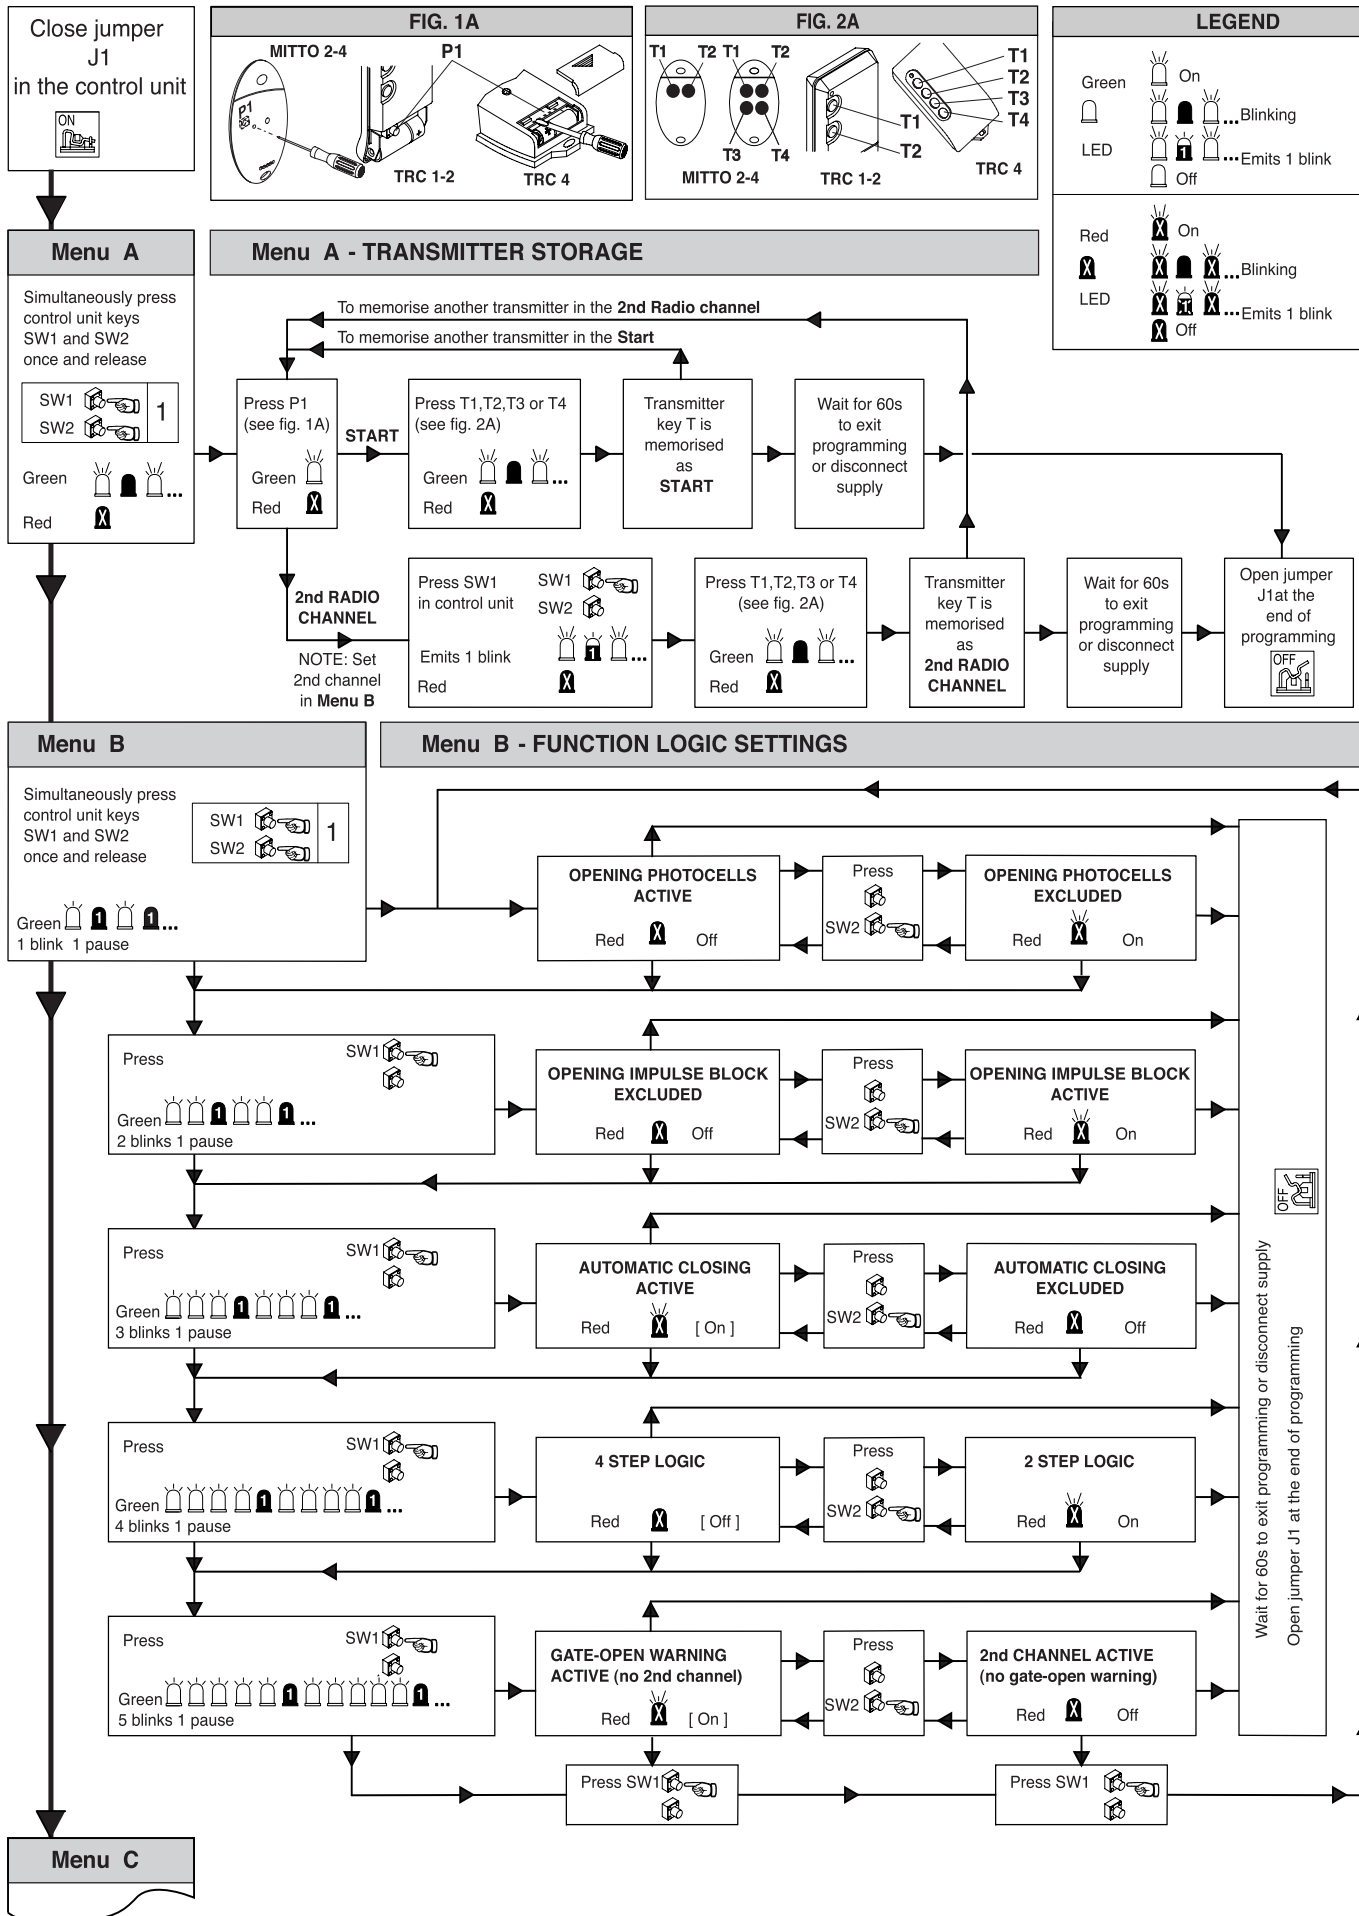 Close jumper
J1
in the control unit
ON
FIG. 1A
MITTO 2-4
P1
P1
TRC 1-2
TRC 4
FIG. 2A
T1 T2 T1 T2
T3 T4
MITTO 2-4
T1
T2
TRC 1-2
T1
T2
T3
T4
TRC 4
LEGEND
Green
LED
On
...Blinking
1 ...Emits 1 blink
Off
Red
LED
On
...Blinking
1 ...Emits 1 blink
Off
Menu A
Simultaneously press
control unit keys
SW1 and SW2
once and release
SW1
SW2
1
Green ...
Red
Menu A - TRANSMITTER STORAGE
To memorise another transmitter in the 2nd Radio channel
To memorise another transmitter in the Start
Press P1
(see fig. 1A)
Green
Red
START
Press T1,T2,T3 or T4
(see fig. 2A)
Green ...
Red
Transmitter
key T is
memorised
as
START
Wait for 60s
to exit
programming
or disconnect
supply
2nd RADIO
CHANNEL
NOTE: Set
2nd channel
in Menu B
Press SW1
in control unit
SW1
SW2
Emits 1 blink 1 ...
Red
Press T1,T2,T3 or T4
(see fig. 2A)
Green ...
Red
Transmitter
key T is
memorised
as
2nd RADIO
CHANNEL
Wait for 60s
to exit
programming
or disconnect
supply
Open jumper
J1at the
end of
programming
OFF
Menu B
Simultaneously press
control unit keys
SW1 and SW2
once and release
SW1
SW2
1
Green 1 1 ...
1 blink 1 pause
Menu B - FUNCTION LOGIC SETTINGS
OPENING PHOTOCELLS
ACTIVE
Red Off
Press
SW2
OPENING PHOTOCELLS
EXCLUDED
Red On
Press
SW1
Green 1 1 ...
2 blinks 1 pause
OPENING IMPULSE BLOCK
EXCLUDED
Red Off
Press
SW2
OPENING IMPULSE BLOCK
ACTIVE
Red On
Press
SW1
Green 1 1 ...
3 blinks 1 pause
AUTOMATIC CLOSING
ACTIVE
Red [ On ]
Press
SW2
AUTOMATIC CLOSING
EXCLUDED
Red Off
Press
SW1
Green 1 1 ...
4 blinks 1 pause
4 STEP LOGIC
Red [ Off ]
Press
SW2
2 STEP LOGIC
Red On
Press
SW1
Green 1 1 ...
5 blinks 1 pause
GATE-OPEN WARNING
ACTIVE (no 2nd channel)
Red [ On ]
Press
SW2
2nd CHANNEL ACTIVE
(no gate-open warning)
Red Off
Press SW1
Press SW1
OFF
Wait for 60s to exit programming or disconnect supply
Open jumper J1 at the end of programming
Menu C